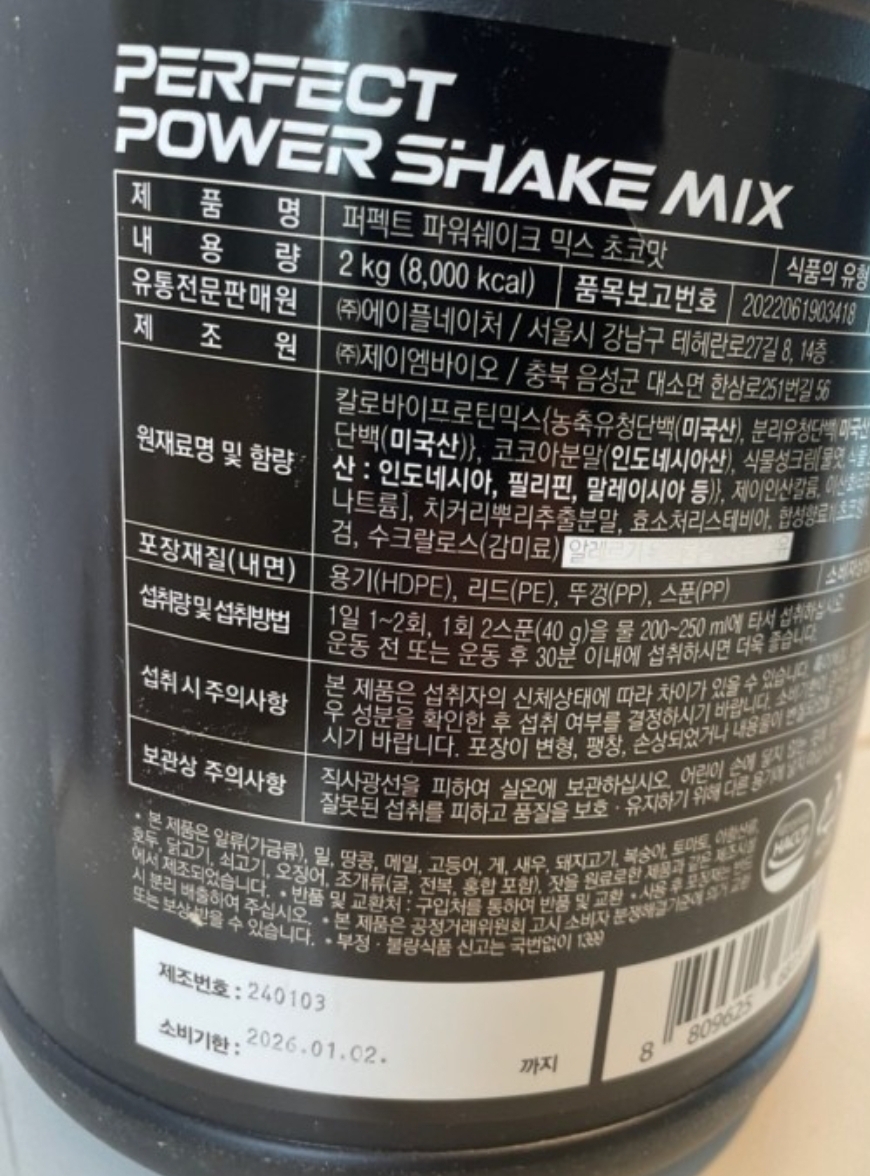 PERFECT
POWER SHAKE MIX
제 품 명 퍼펙트 파워쉐이크 믹스 초코맛 식품의 유형
내 용 량 2 kg (8,000 kcal) 품목보고번호 2022061903418
유통전문판매원 ㈜에이플네이처 / 서울시 강남구 테헤란로27길 8, 14층
제 조 원 ㈜제이엠바이오 / 충북 음성군 대소면 한삼로251번길 56
원재료명 및 함량
칼로바이프로틴믹스{농축유청단백(미국산), 분리유청단백(미국산
단백(미국산)}, 코코아분말(인도네시아산), 식물성크림[물엿,
산 : 인도네시아, 필리핀, 말레이시아 등)}, 제이인산칼륨,
나트륨], 치커리뿌리추출분말, 효소처리스테비아,
검, 수크랄로스(감미료)
포장재질(내면) 용기(HDPE), 리드(PE), 뚜껑(PP), 스푼(PP)
섭취량 및 섭취방법
1일 1~2회, 1회 2스푼(40 g)을 물 200~250 ml에 타서 섭취하십시오.
운동 전 또는 운동 후 30분 이내에 섭취하시면 더욱 좋습니다.
섭취 시 주의사항
본 제품은 섭취자의 신체상태에 따라 차이가 있을 수 있습니다.
우 성분을 확인한 후 섭취 여부를 결정하시기 바랍니다. 소비기한이
시기 바랍니다. 포장이 변형, 팽창, 손상되었거나 내용물이
보관상 주의사항
직사광선을 피하여 실온에 보관하십시오. 어린이 손에 닿지 않는
잘못된 섭취를 피하고 품질을 보호 · 유지하기 위해 다른 용기에
* 본 제품은 알류(가금류), 밀, 땅콩, 메밀, 고등어, 게, 새우, 돼지고기, 복숭아, 토마토, 아황산류,
호두, 닭고기, 쇠고기, 오징어, 조개류(굴, 전복, 홍합 포함), 잣을 원료로한 제품과 같은 제조시설
에서 제조되었습니다. • 반품 및 교환처 : 구입처를 통하여 반품 및 교환 • 사용 후 포장재는 반드
시 분리 배출하여 주십시오. • 본 제품은 공정거래위원회 고시 소비자 분쟁해결기준에 의거 교환
또는 보상 받을 수 있습니다. • 부정 · 불량식품 신고는 국번없이 1399
HACCP
제조번호 : 240103
소비기한 : 2026.01.02. 까지
8 809625